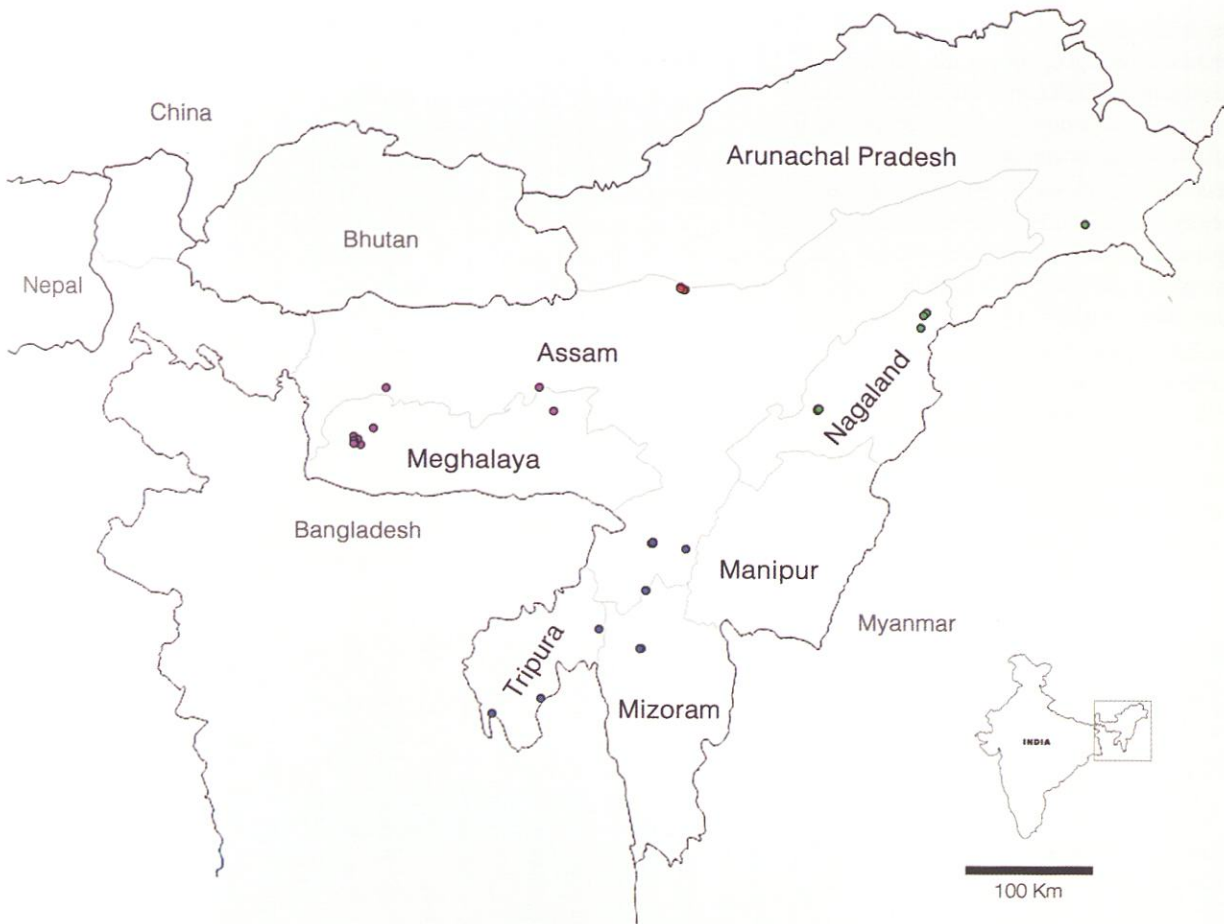 China
Arunachal Pradesh
Bhutan
Nepal
Assam
Nagaland
Meghalaya
Bangladesh
Manipur
Myanmar
Tripura
Mizoram
INDIA
100 Km